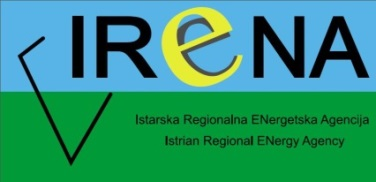 IReNA
Istarska Regionalna ENergetska Agencija
Istrian Regional ENergy Agency